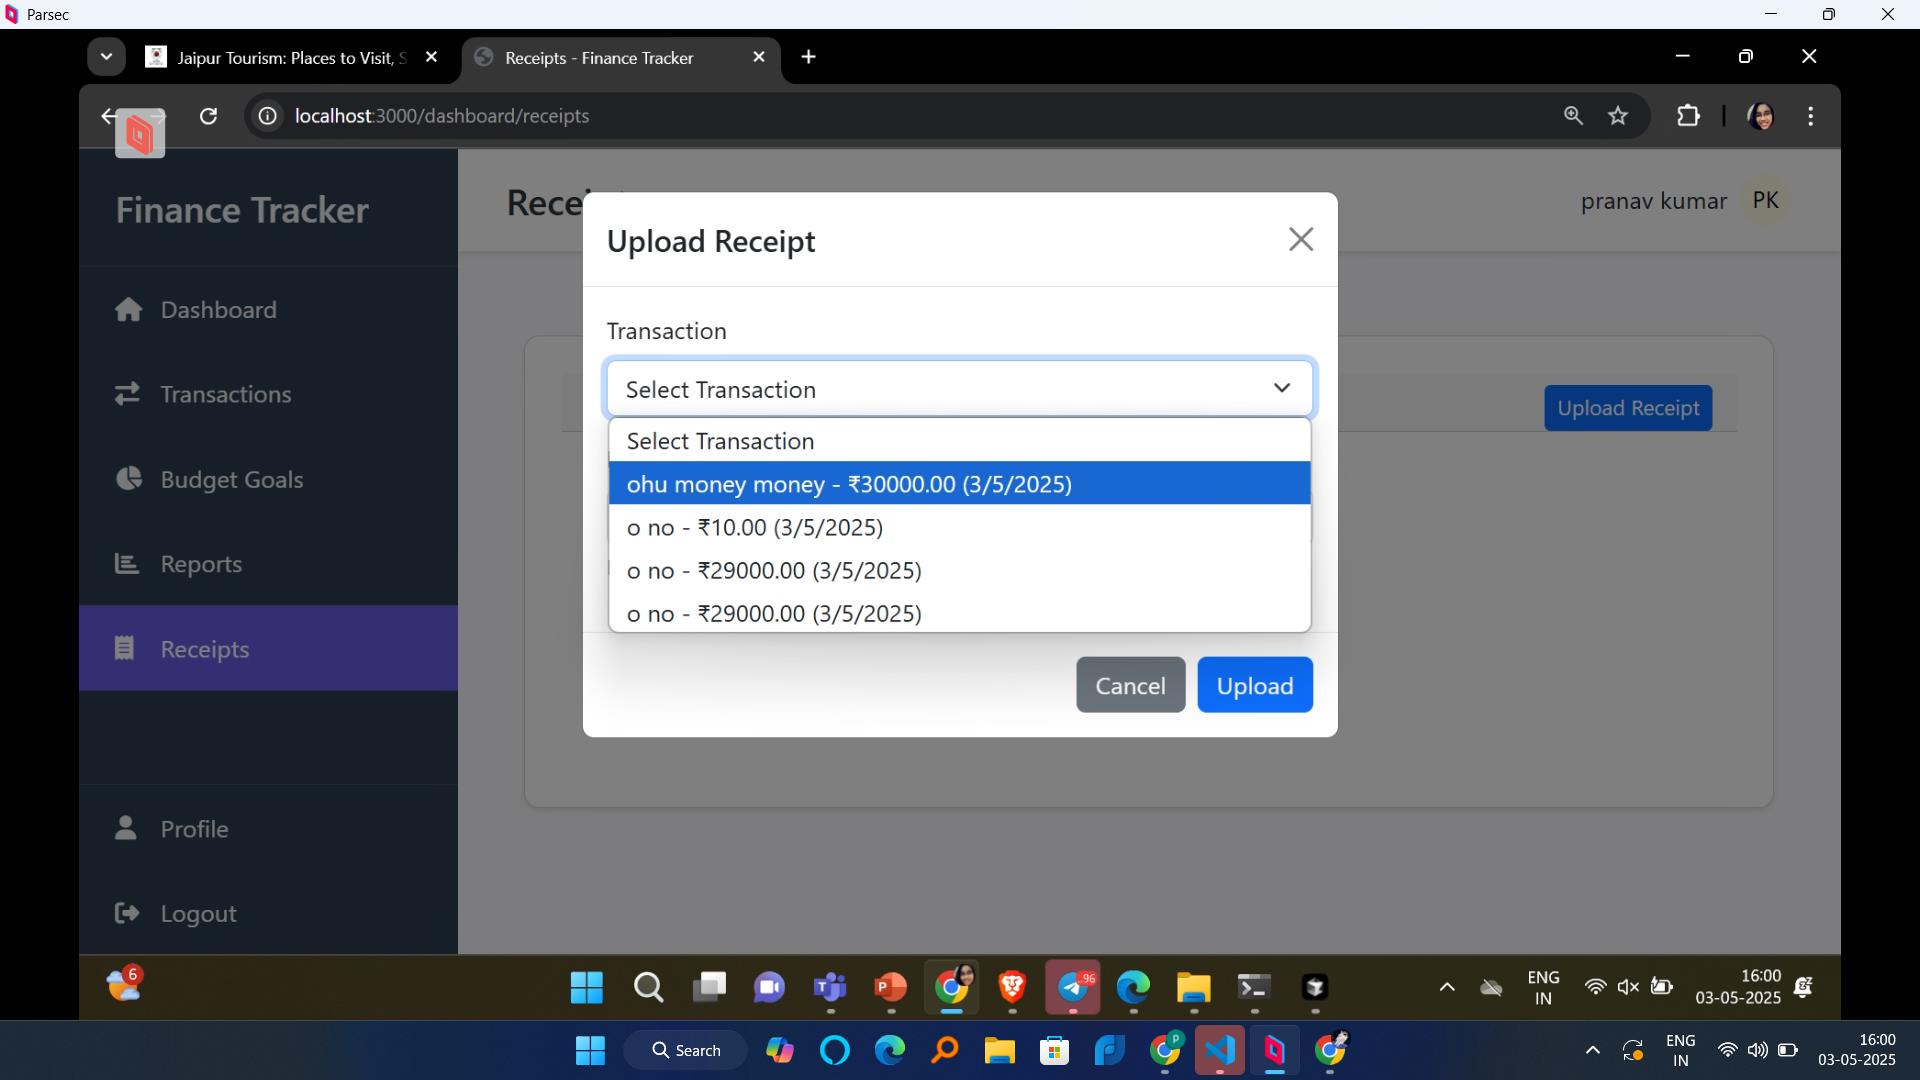 Parsec
Jaipur Tourism: Places to Visit, S
Receipts - Finance Tracker
localhost:3000/dashboard/receipts
Finance Tracker
Dashboard
Transactions
Budget Goals
Reports
Receipts
Profile
Logout
pranav kumar PK
Upload Receipt
Upload Receipt
Transaction
Select Transaction
Select Transaction
ohu money money - ₹30000.00 (3/5/2025)
o no - ₹10.00 (3/5/2025)
o no - ₹29000.00 (3/5/2025)
o no - ₹29000.00 (3/5/2025)
Cancel
Upload
6
96
ENG
IN
16:00
03-05-2025
Search
P
ENG
IN
16:00
03-05-2025